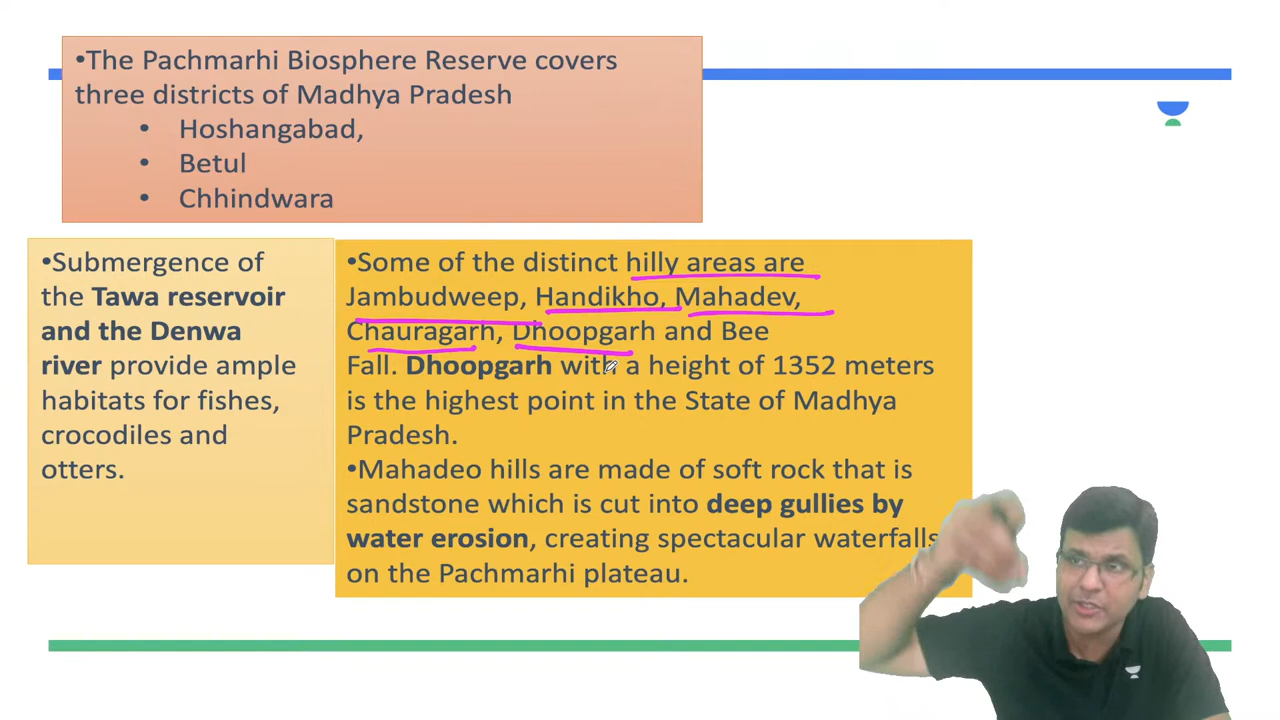 •The Pachmarhi Biosphere Reserve covers
three districts of Madhya Pradesh
• Hoshangabad,
• Betul
• Chhindwara
•Submergence of
the Tawa reservoir
and the Denwa
river provide ample
habitats for fishes,
crocodiles and
otters.
•Some of the distinct hilly areas are
Jambudweep, Handikho, Mahadev,
Chauragarh, Dhoopgarh and Bee
Fall. Dhoopgarh with a height of 1352 meters
is the highest point in the State of Madhya
Pradesh.
•Mahadeo hills are made of soft rock that is
sandstone which is cut into deep gullies by
water erosion, creating spectacular waterfalls
on the Pachmarhi plateau.